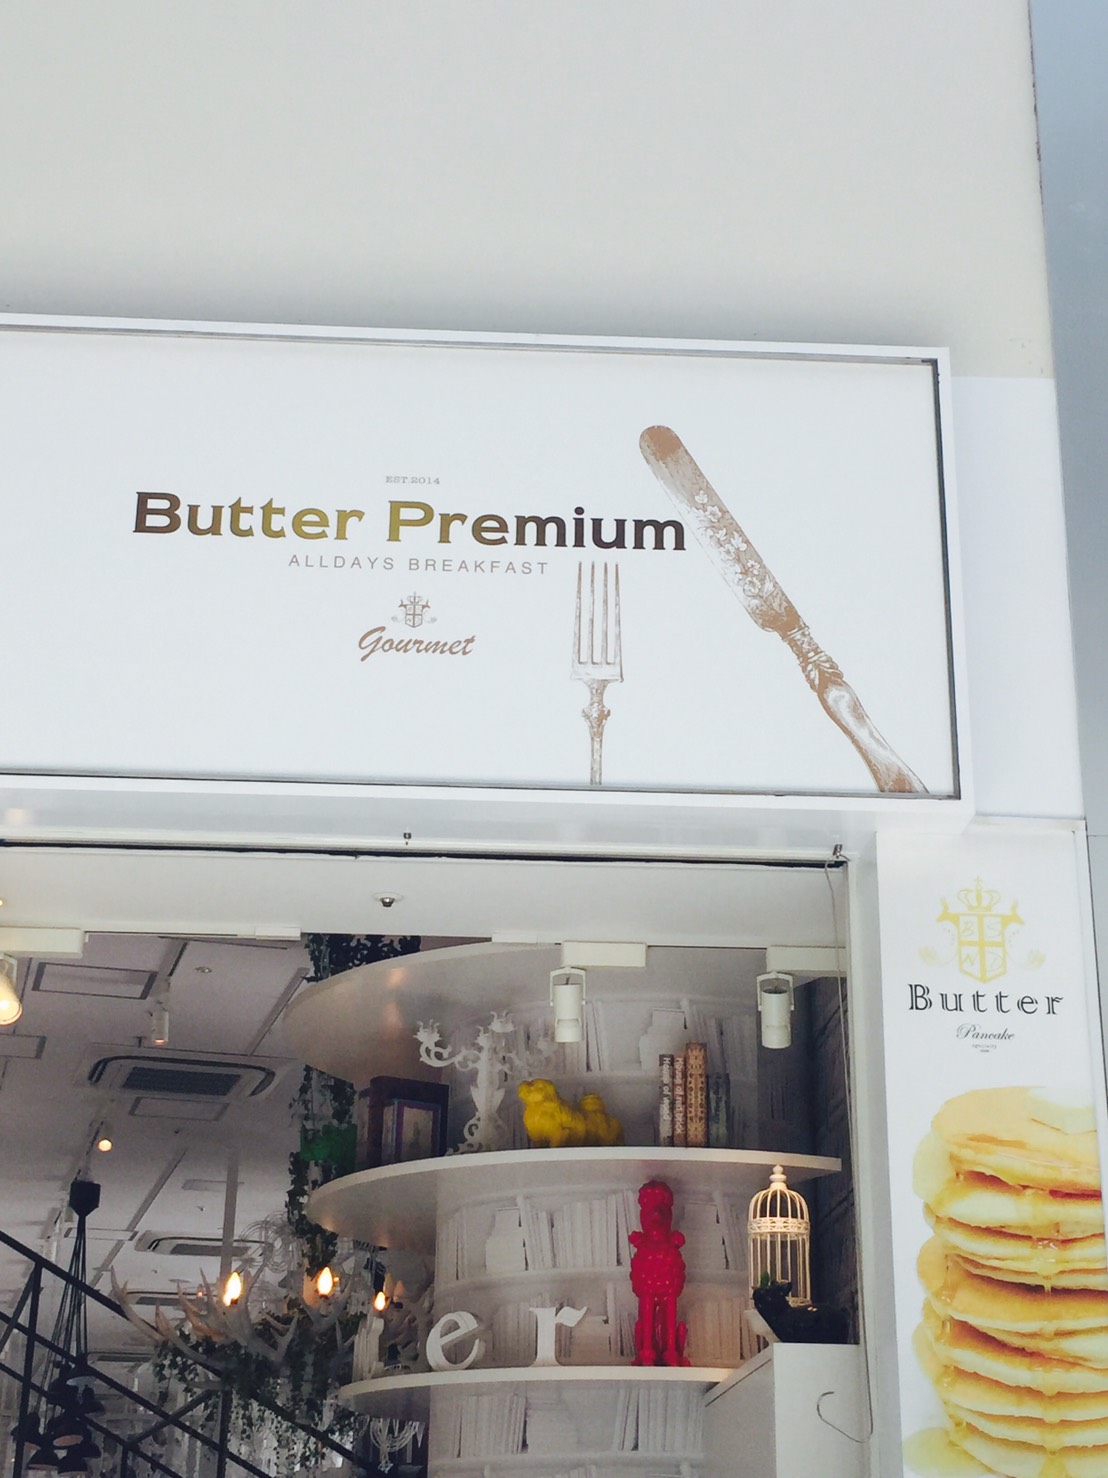 EST.2014
Butter Premium
ALLDAYS BREAKFAST
Gourmet
B S
W D
Butter
Pancake
er